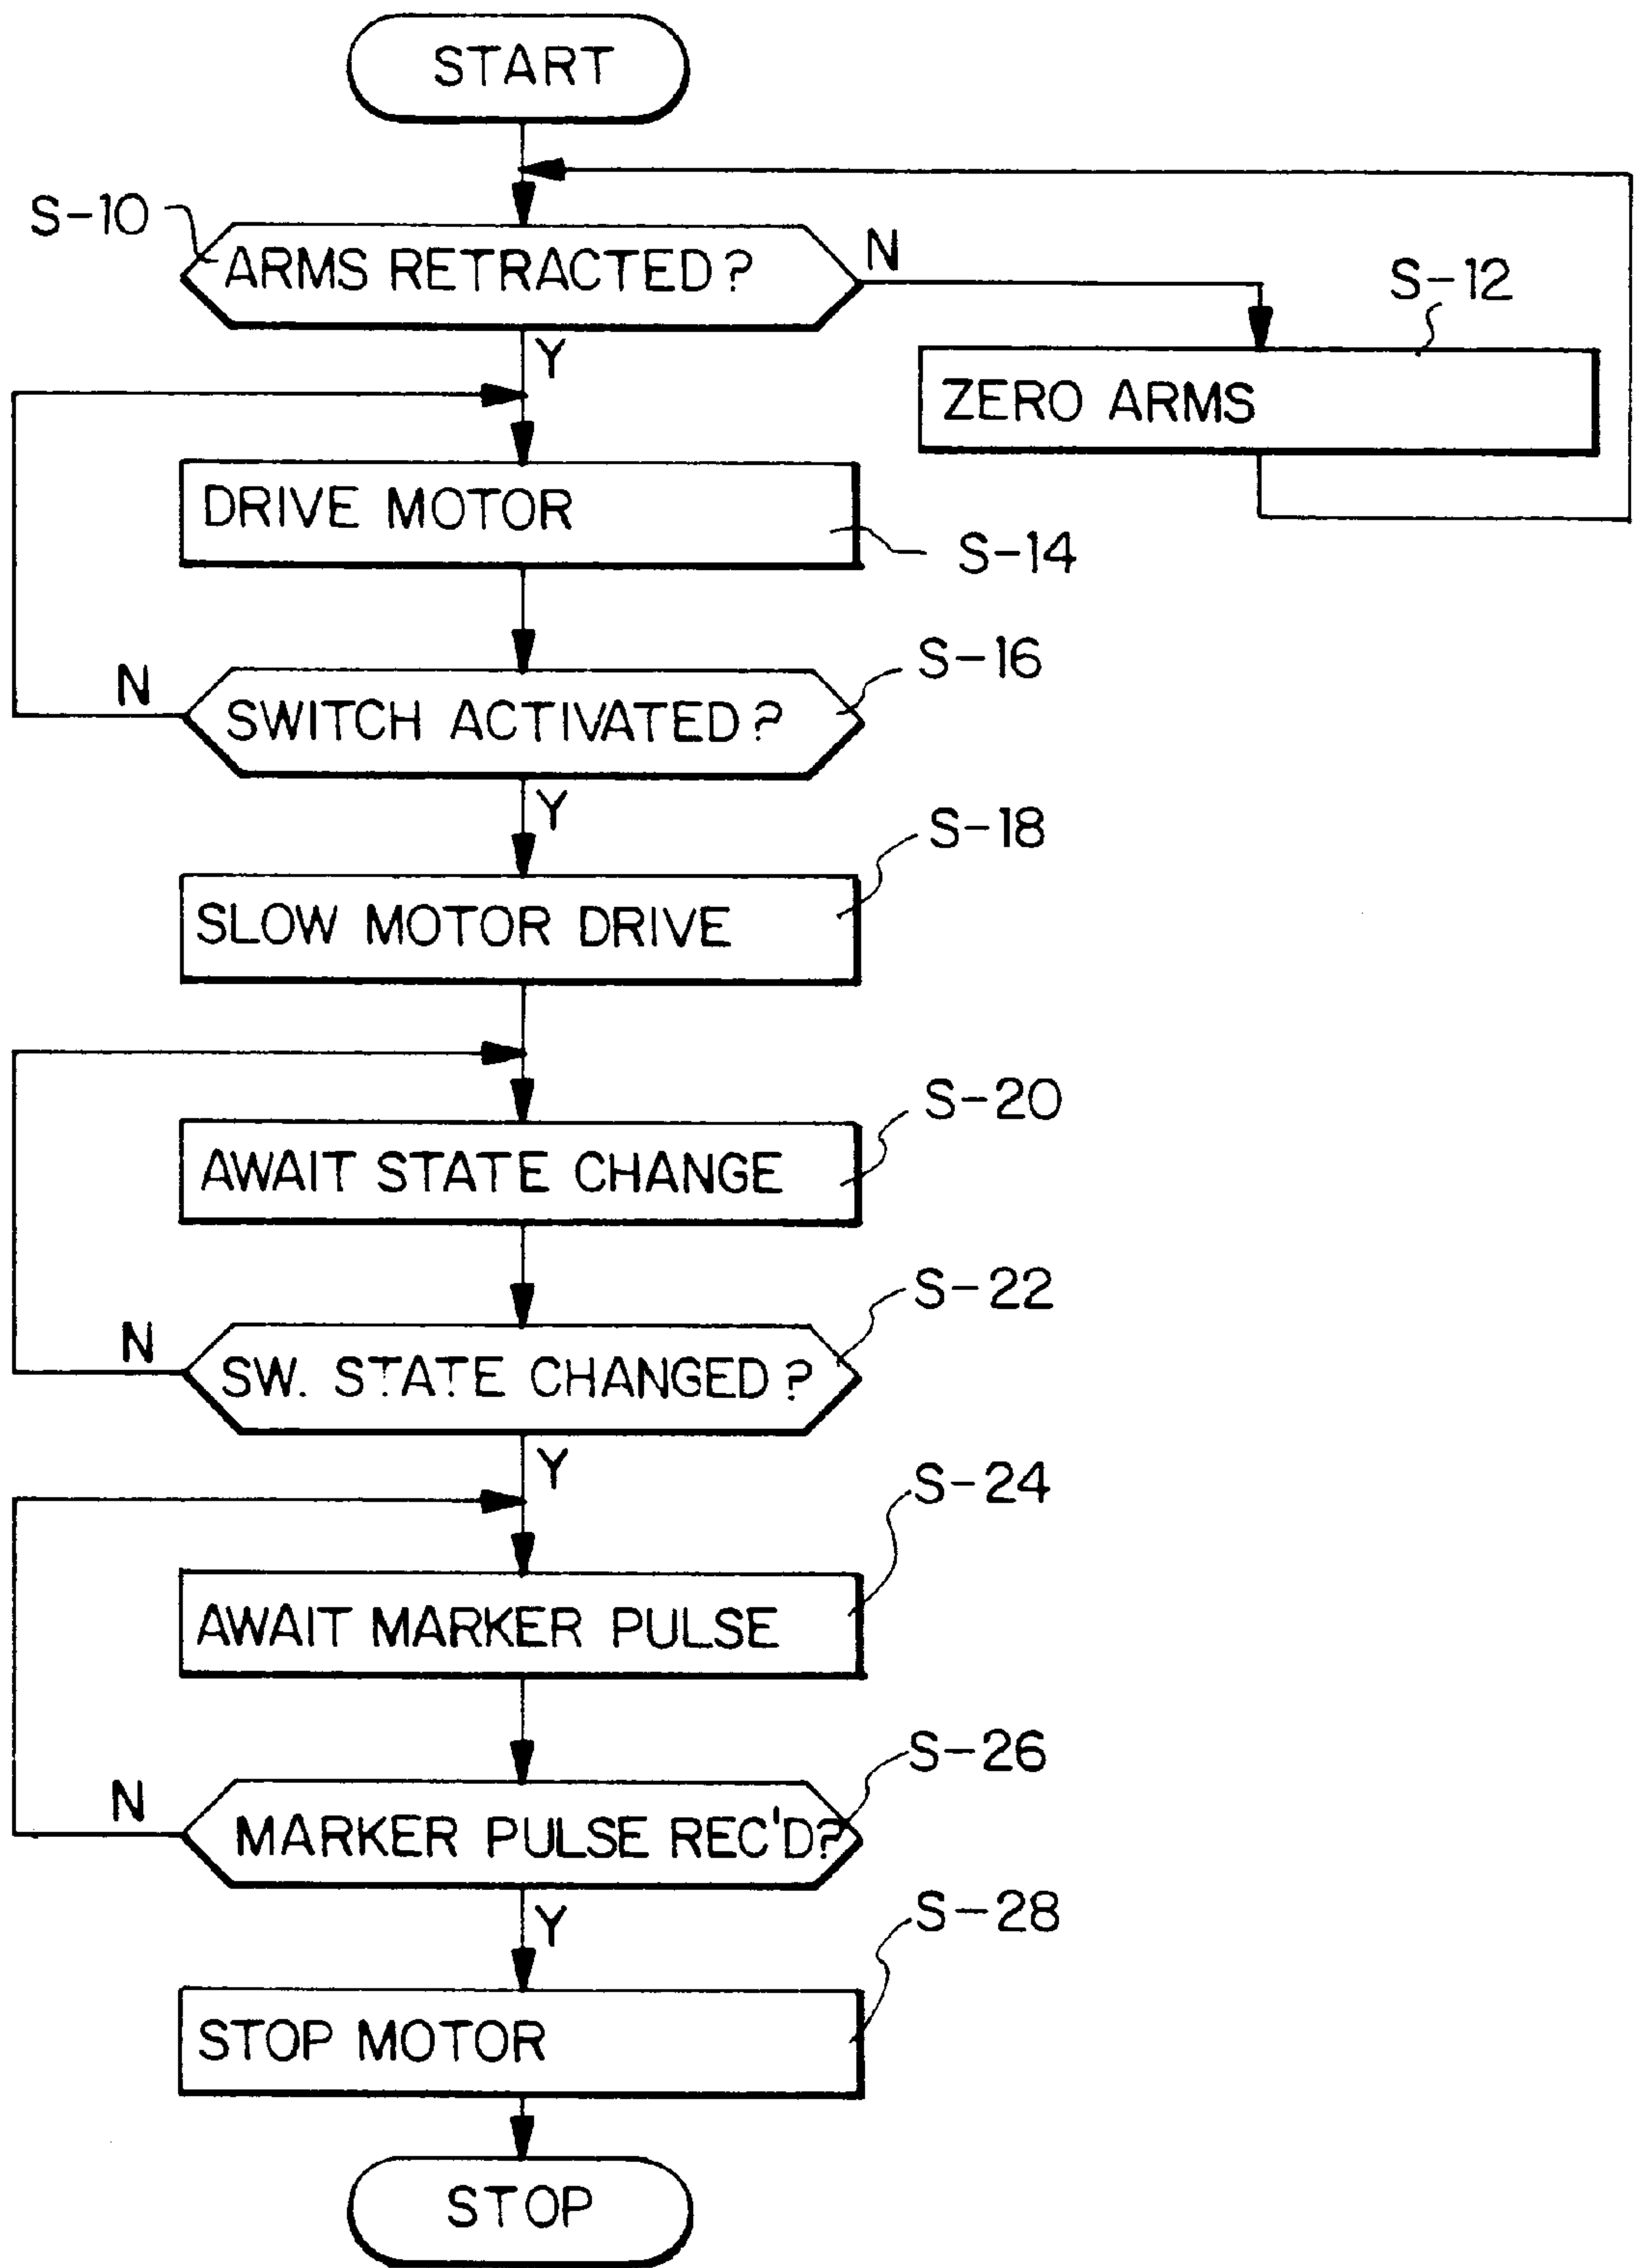 START
S-10
ARMS RETRACTED?
N
S-12
Y
ZERO ARMS
DRIVE MOTOR
S-14
S-16
N
SWITCH ACTIVATED?
Y
S-18
SLOW MOTOR DRIVE
S-20
AWAIT STATE CHANGE
S-22
N
SW. STATE CHANGED?
Y
S-24
AWAIT MARKER PULSE
S-26
N
MARKER PULSE REC'D?
Y
S-28
STOP MOTOR
STOP